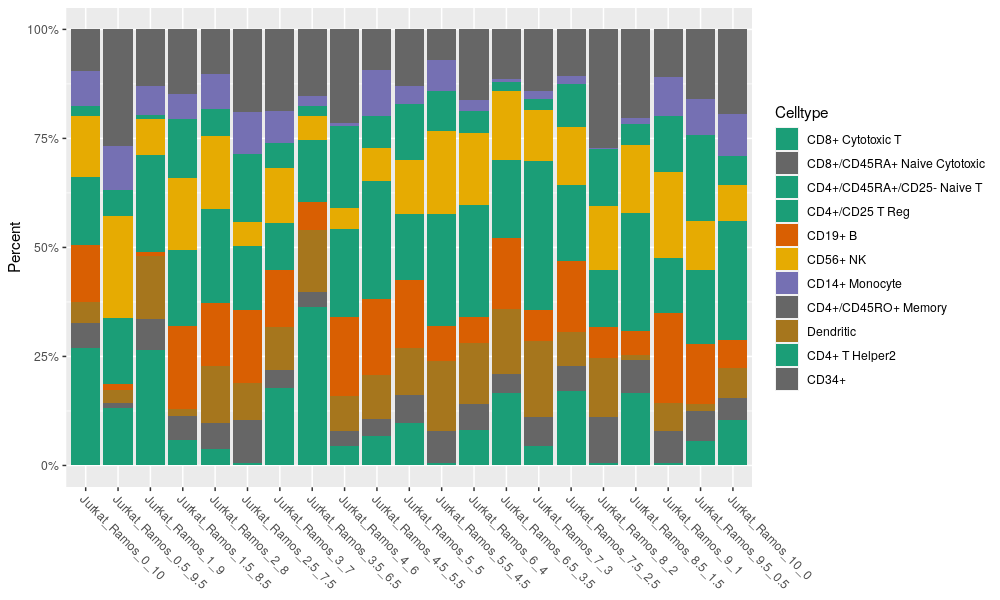 100%
75%
50%
25%
0%
Percent
Jurkat_Ramos_0_10
Jurkat_Ramos_0.5_9.5
Jurkat_Ramos_1_9
Jurkat_Ramos_1.5_8.5
Jurkat_Ramos_2_8
Jurkat_Ramos_2.5_7.5
Jurkat_Ramos_3_7
Jurkat_Ramos_3.5_6.5
Jurkat_Ramos_4_6
Jurkat_Ramos_4.5_5.5
Jurkat_Ramos_5_5
Jurkat_Ramos_5.5_4.5
Jurkat_Ramos_6_4
Jurkat_Ramos_6.5_3.5
Jurkat_Ramos_7_3
Jurkat_Ramos_7.5_2.5
Jurkat_Ramos_8_2
Jurkat_Ramos_8.5_1.5
Jurkat_Ramos_9_1
Jurkat_Ramos_9.5_0.5
Jurkat_Ramos_10_0
Celltype
CD8+ Cytotoxic T
CD8+/CD45RA+ Naive Cytotoxic
CD4+/CD45RA+/CD25- Naive T
CD4+/CD25 T Reg
CD19+ B
CD56+ NK
CD14+ Monocyte
CD4+/CD45RO+ Memory
Dendritic
CD4+ T Helper2
CD34+